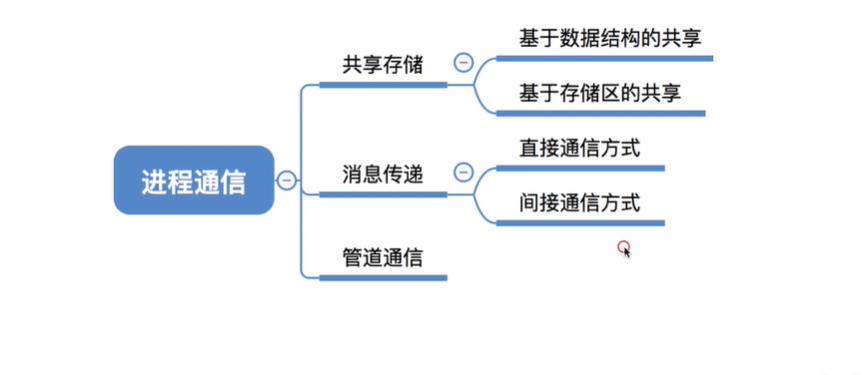 进程通信
共享存储
基于数据结构的共享
基于存储区的共享
消息传递
直接通信方式
间接通信方式
管道通信